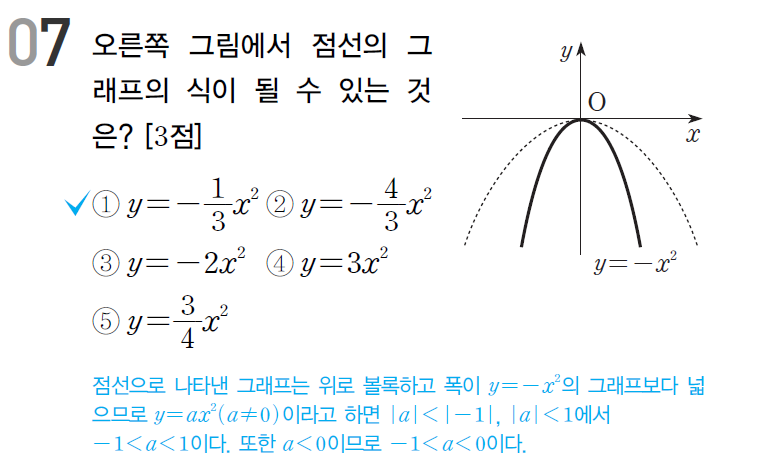 07 오른쪽 그림에서 점선의 그
래프의 식이 될 수 있는 것
은? [3점]
y
O
x
y=-x²
① y=-1/3x² ② y=-4/3x²
③ y=-2x² ④ y=3x²
⑤ y=3/4x²
점선으로 나타낸 그래프는 위로 볼록하고 폭이 y=-x²의 그래프보다 넓
으므로 y=ax²(a≠0)이라고 하면 |a|<|-1|, |a|<1에서
-1<a<1이다. 또한 a<0이므로 -1<a<0이다.